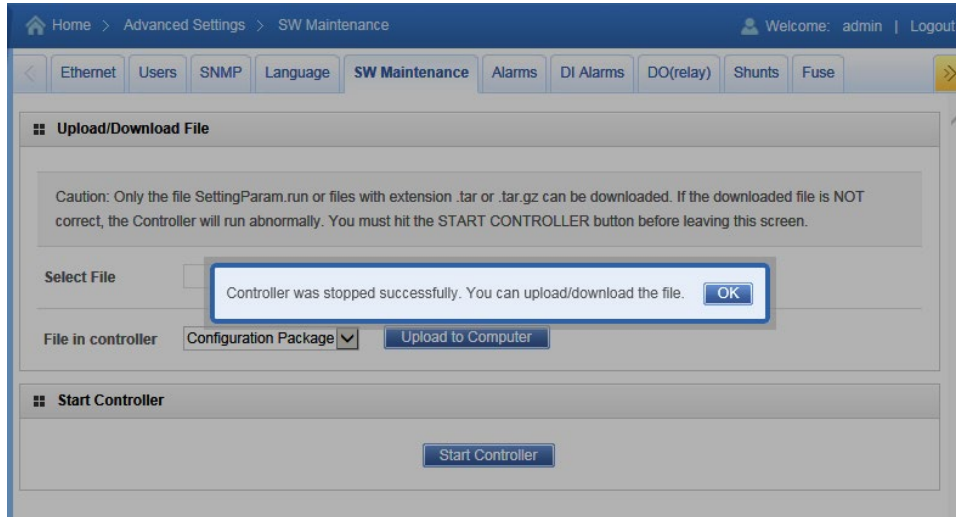 Home > Advanced Settings > SW Maintenance
Welcome: admin | Logout
Ethernet
Users
SNMP
Language
SW Maintenance
Alarms
DI Alarms
DO(relay)
Shunts
Fuse
Upload/Download File
Caution: Only the file SettingParam.run or files with extension .tar or .tar.gz can be downloaded. If the downloaded file is NOT
correct, the Controller will run abnormally. You must hit the START CONTROLLER button before leaving this screen.
Select File
Controller was stopped successfully. You can upload/download the file.
OK
File in controller
Configuration Package
Upload to Computer
Start Controller
Start Controller